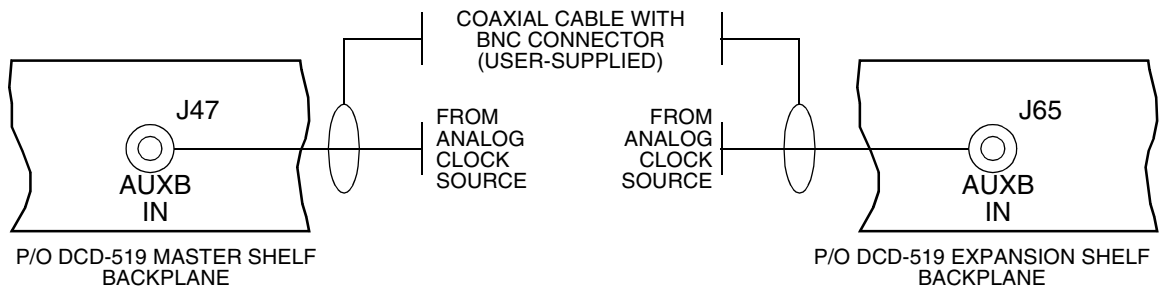 COAXIAL CABLE WITH
BNC CONNECTOR
(USER-SUPPLIED)
J47
AUXB
IN
FROM
ANALOG
CLOCK
SOURCE
FROM
ANALOG
CLOCK
SOURCE
J65
AUXB
IN
P/O DCD-519 MASTER SHELF
BACKPLANE
P/O DCD-519 EXPANSION SHELF
BACKPLANE